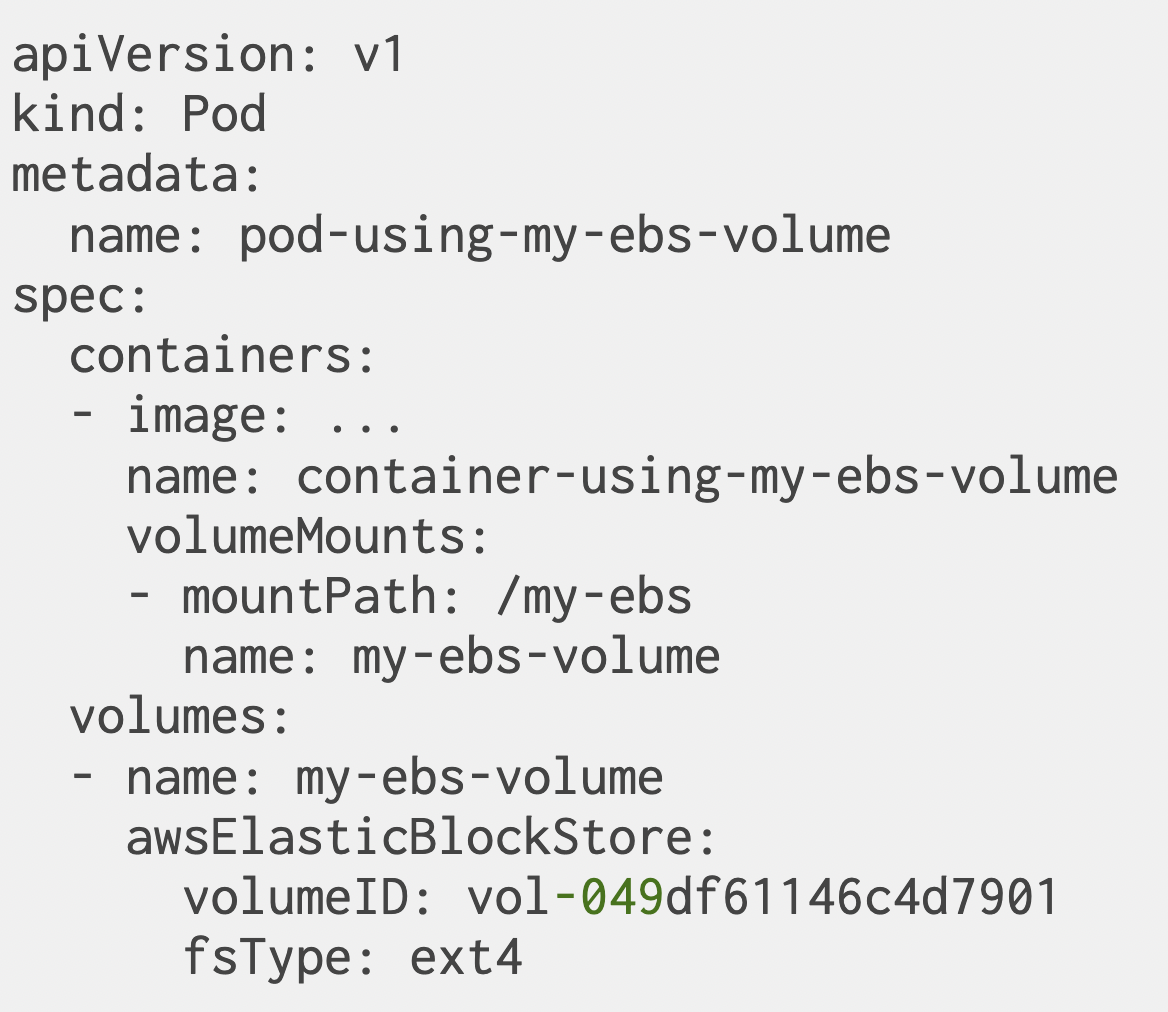 apiVersion: v1
kind: Pod
metadata:
  name: pod-using-my-ebs-volume
spec:
  containers:
  - image: ...
    name: container-using-my-ebs-volume
    volumeMounts:
    - mountPath: /my-ebs
      name: my-ebs-volume
  volumes:
  - name: my-ebs-volume
    awsElasticBlockStore:
      volumeID: vol-049df61146c4d7901
      fsType: ext4